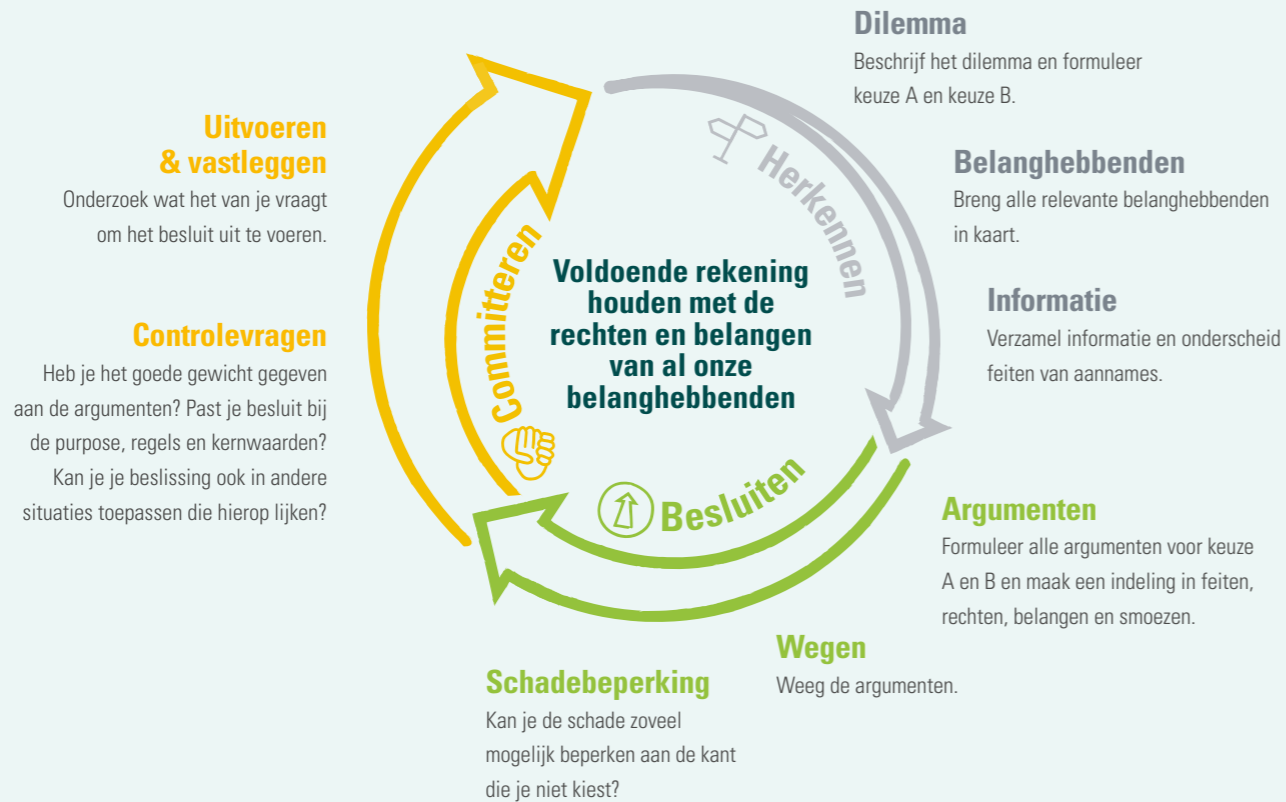 Dilemma
Beschrijf het dilemma en formuleer
keuze A en keuze B.
Belanghebbenden
Breng alle relevante belanghebbenden
in kaart.
Informatie
Verzamel informatie en onderscheid
feiten van aannames.
Herkennen
Voldoende rekening
houden met de
rechten en belangen
van al onze
belanghebbenden
Besluiten
Argumenten
Formuleer alle argumenten voor keuze
A en B en maak een indeling in feiten,
rechten, belangen en smoezen.
Wegen
Weeg de argumenten.
Schadebeperking
Kan je de schade zoveel
mogelijk beperken aan de kant
die je niet kiest?
Committeren
Controlevragen
Heb je het goede gewicht gegeven
aan de argumenten? Past je besluit bij
de purpose, regels en kernwaarden?
Kan je je beslissing ook in andere
situaties toepassen die hierop lijken?
Uitvoeren
& vastleggen
Onderzoek wat het van je vraagt
om het besluit uit te voeren.